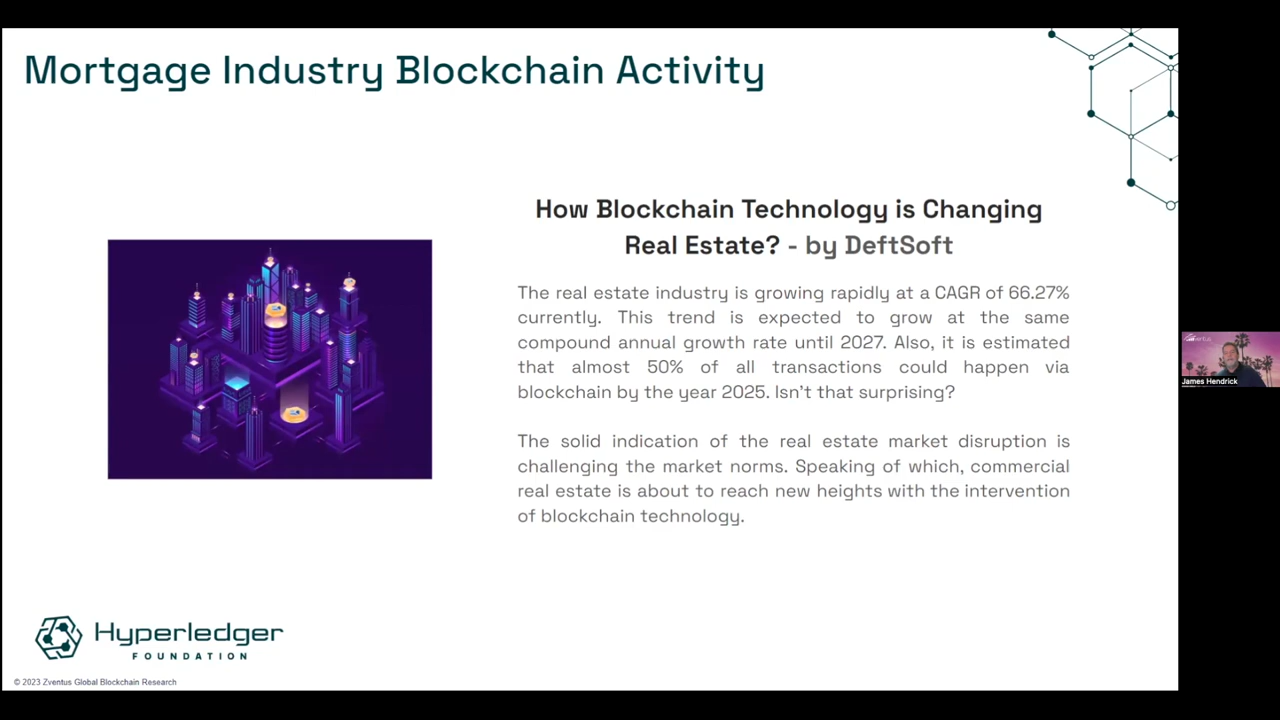 Mortgage Industry Blockchain Activity
How Blockchain Technology is Changing
Real Estate? - by DeftSoft
The real estate industry is growing rapidly at a CAGR of 66.27%
currently. This trend is expected to grow at the same
compound annual growth rate until 2027. Also, it is estimated
that almost 50% of all transactions could happen via
blockchain by the year 2025. Isn't that surprising?
The solid indication of the real estate market disruption is
challenging the market norms. Speaking of which, commercial
real estate is about to reach new heights with the intervention
of blockchain technology.
Hyperledger
FOUNDATION
© 2023 Zventus Global Blockchain Research
James Hendrick